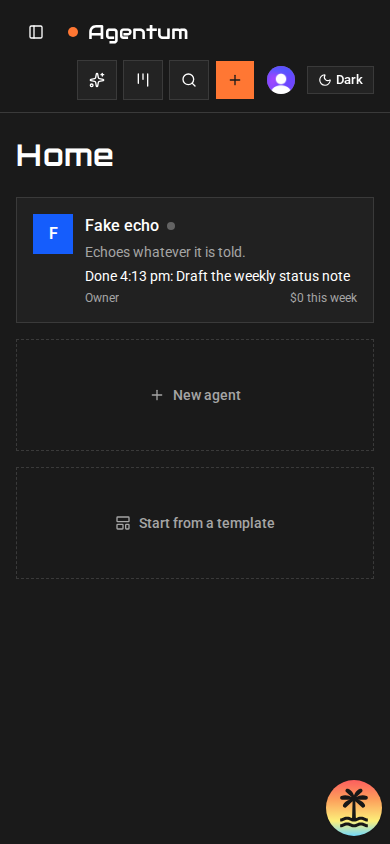 Agentum
Dark
Home
F
Fake echo
Echoes whatever it is told.
Done 4:13 pm: Draft the weekly status note
Owner
$0 this week
New agent
Start from a template